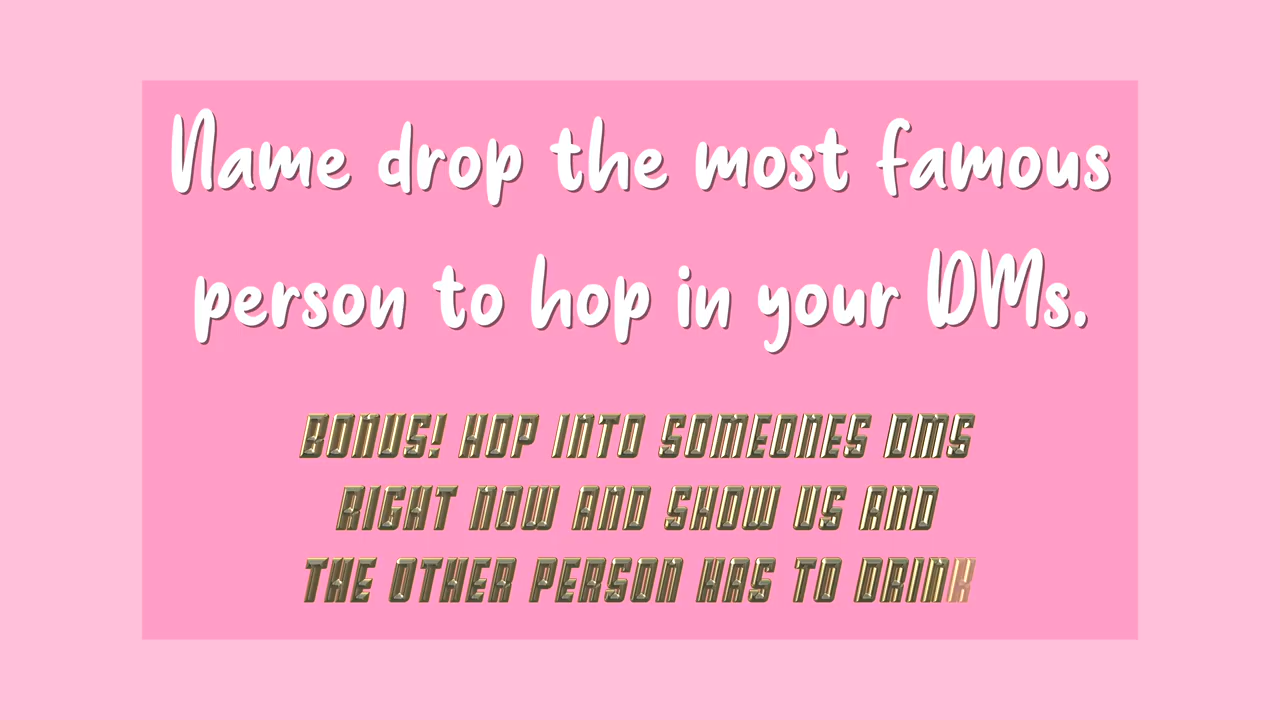 Name drop the most famous
person to hop in your DMs.
BONUS! HOP INTO SOMEONES DMS
RIGHT NOW AND SHOW US AND
THE OTHER PERSON HAS TO DRINK